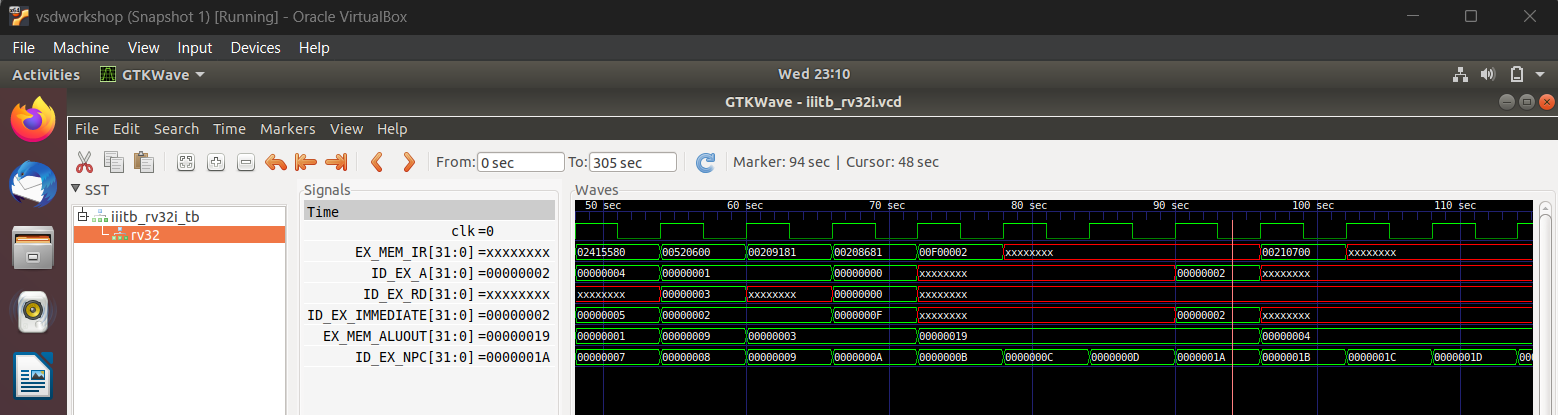 vsdworkshop (Snapshot 1) [Running] - Oracle VirtualBox
File Machine View Input Devices Help
Activities GTKWave Wed 23:10
GTKWave - iiitb_rv32i.vcd
File Edit Search Time Markers View Help
From: 0 sec To: 305 sec Marker: 94 sec | Cursor: 48 sec
SST Signals Waves
iiitb_rv32i_tb Time 50 sec 60 sec 70 sec 80 sec 90 sec 100 sec 110 sec
rv32 clk =0
EX_MEM_IR[31:0] =xxxxxxxx 02415580 00520600 00209181 00208681 00F00002 xxxxxxxx 00210700 xxxxxxxx
ID_EX_A[31:0] =00000002 00000004 00000001 00000000 xxxxxxxx 00000002 xxxxxxxx
ID_EX_RD[31:0] =xxxxxxxx xxxxxxxx 00000003 xxxxxxxx 00000000 xxxxxxxx
ID_EX_IMMEDIATE[31:0] =00000002 00000005 00000002 0000000F xxxxxxxx 00000002 xxxxxxxx
EX_MEM_ALUOUT[31:0] =00000019 00000001 00000009 00000003 00000019 00000004
ID_EX_NPC[31:0] =0000001A 00000007 00000008 00000009 0000000A 0000000B 0000000C 0000000D 0000001A 0000001B 0000001C 0000001D 000